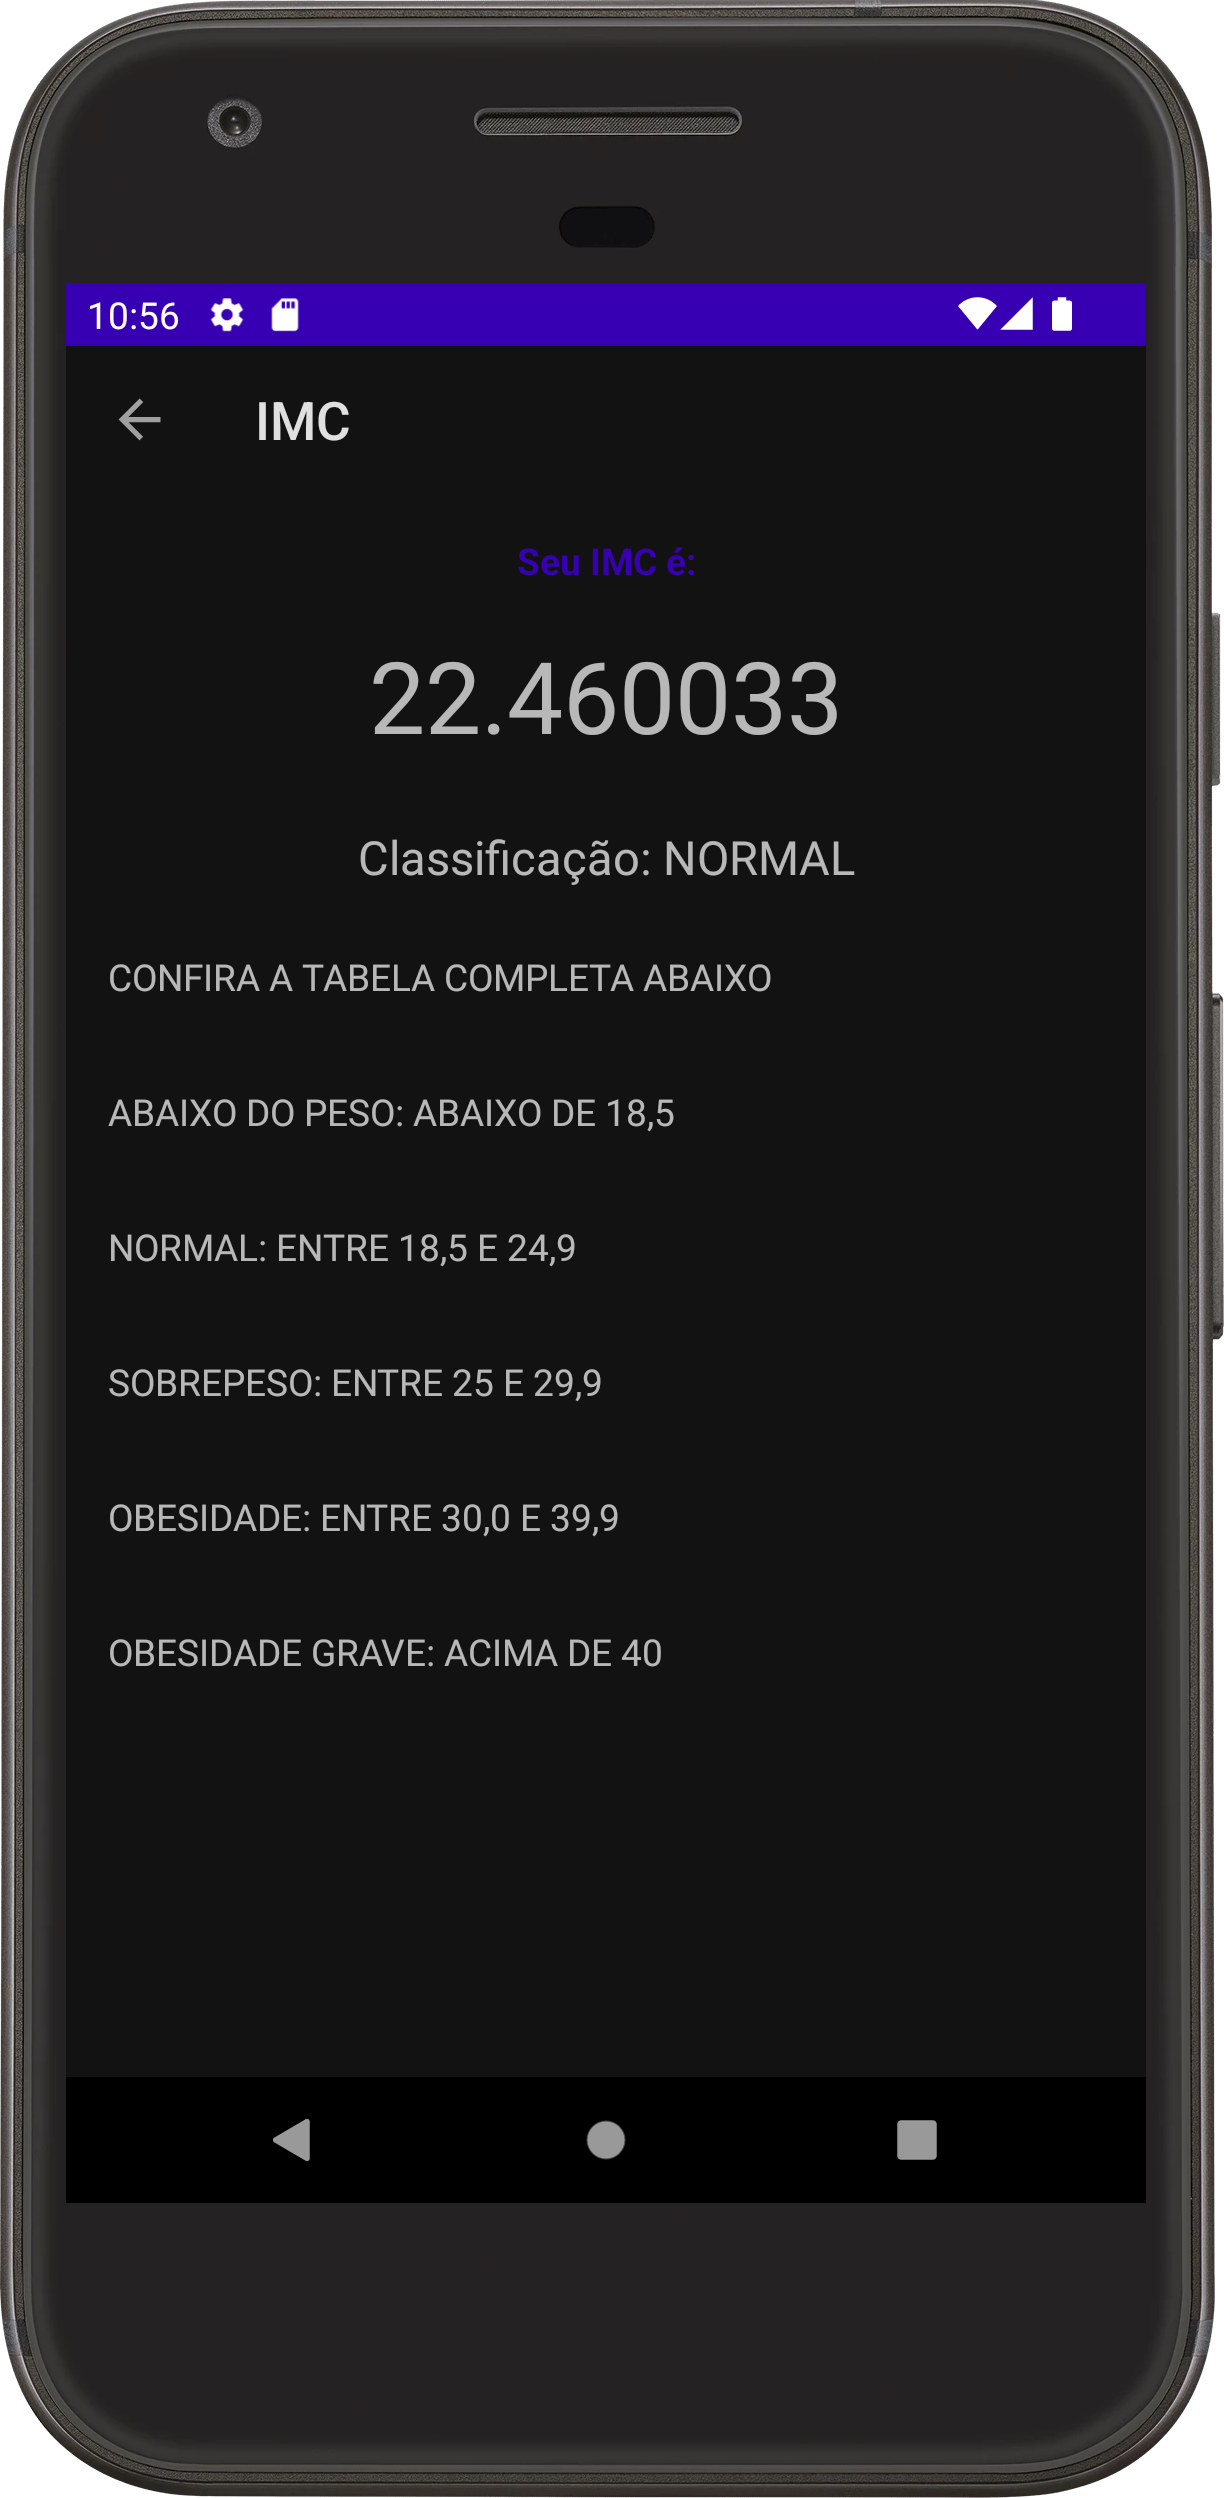 10:56
IMC
Seu IMC é:
22.460033
Classificação: NORMAL
CONFIRA A TABELA COMPLETA ABAIXO
ABAIXO DO PESO: ABAIXO DE 18,5
NORMAL: ENTRE 18,5 E 24,9
SOBREPESO: ENTRE 25 E 29,9
OBESIDADE: ENTRE 30,0 E 39,9
OBESIDADE GRAVE: ACIMA DE 40